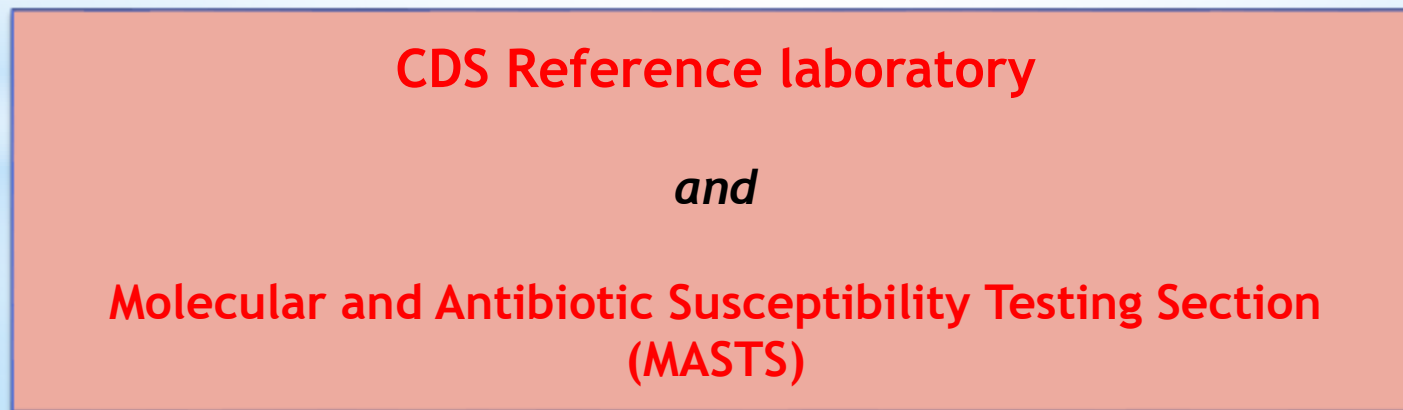 CDS Reference laboratory
and
Molecular and Antibiotic Susceptibility Testing Section
(MASTS)